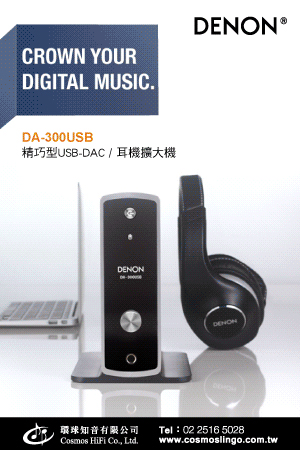 DENON®
CROWN YOUR
DIGITAL MUSIC.
DA-300USB
精巧型USB-DAC / 耳機擴大機
DENON
DA-300USB
DENON
環球知音有限公司
Cosmos HiFi Co., Ltd.
Tel：02 2516 5028
www.cosmoslingo.com.tw